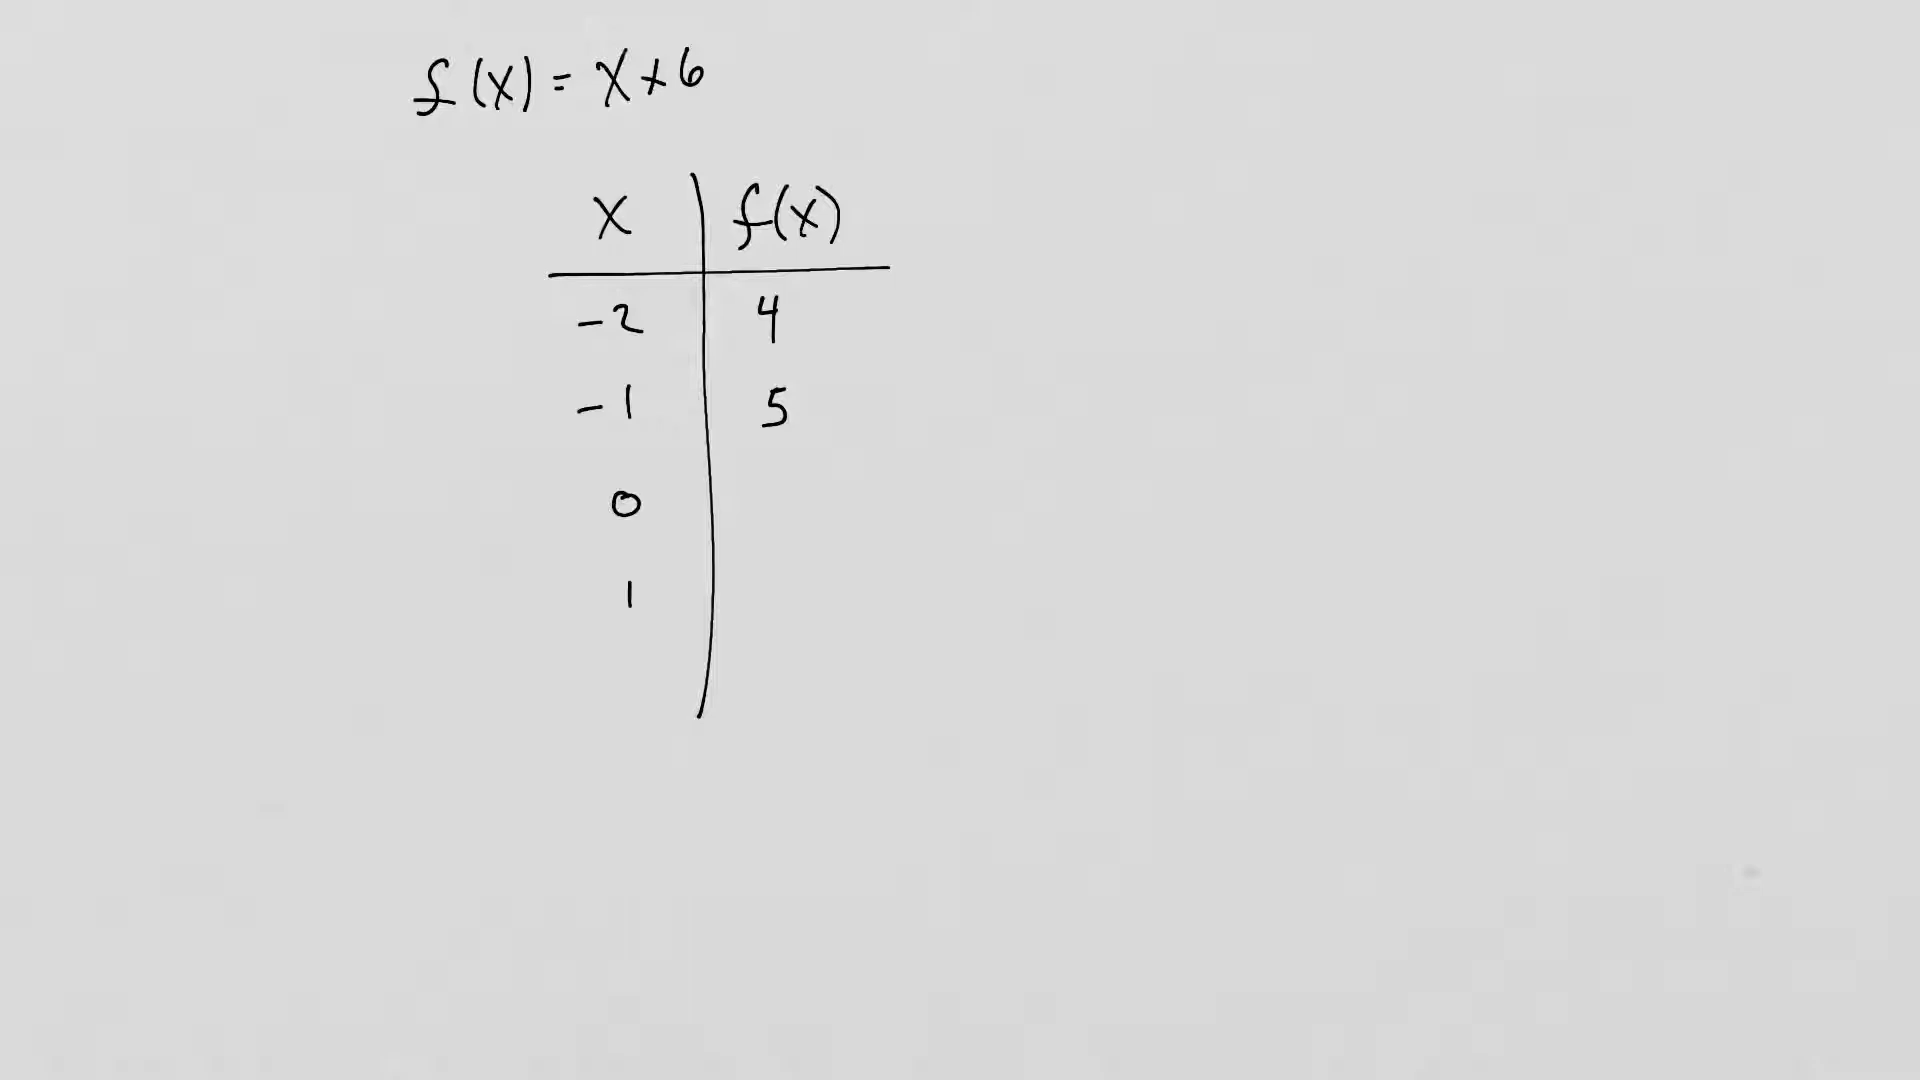 f(x) = x+6
x f(x)
-2 4
-1 5
0
1